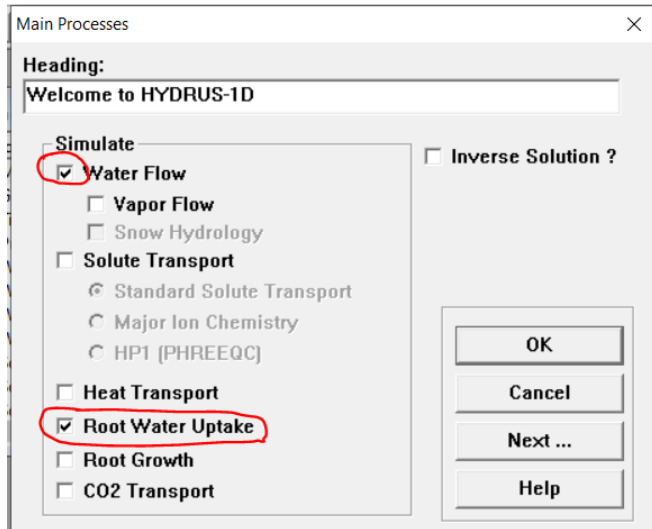 Main Processes
Heading:
Welcome to HYDRUS-1D
Simulate
Water Flow
Inverse Solution ?
Vapor Flow
Snow Hydrology
Solute Transport
Standard Solute Transport
Major Ion Chemistry
HP1 (PHREEQC)
Heat Transport
Root Water Uptake
Root Growth
CO2 Transport
OK
Cancel
Next ...
Help